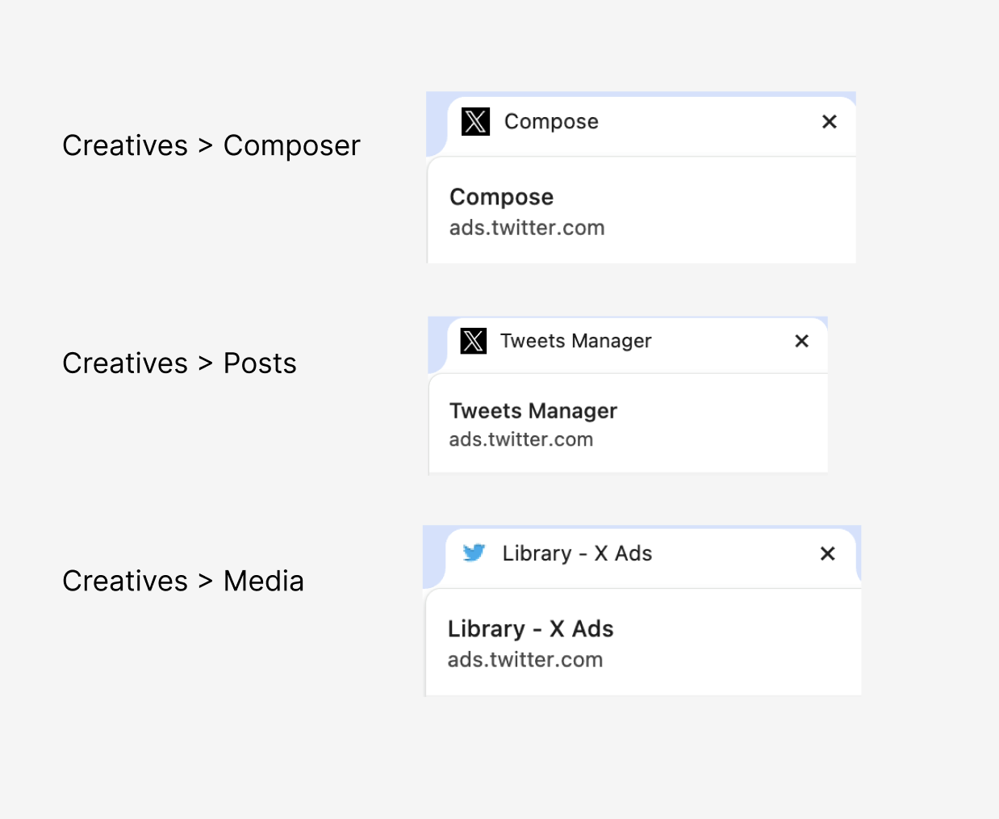 Creatives > Composer
Compose
Compose
ads.twitter.com
Creatives > Posts
Tweets Manager
Tweets Manager
ads.twitter.com
Creatives > Media
Library - X Ads
Library - X Ads
ads.twitter.com